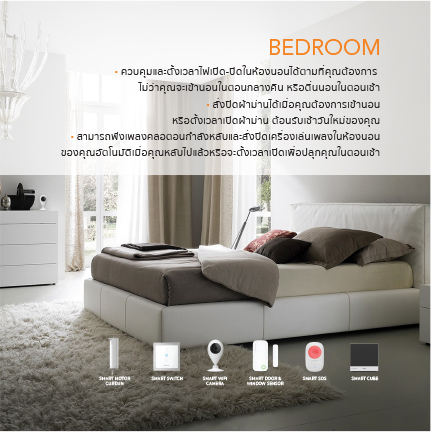 BEDROOM
• ควบคุมและตั้งเวลาไฟเปิด-ปิดในห้องนอนได้ตามที่คุณต้องการ
ไม่ว่าคุณจะเข้านอนในตอนกลางคืน หรือตื่นนอนในตอนเช้า
• สั่งปิดผ้าม่านได้เมื่อคุณต้องการเข้านอน
หรือตั้งเวลาเปิดผ้าม่าน ต้อนรับเช้าวันใหม่ของคุณ
• สามารถฟังเพลงคลอตอนกำลังหลับและสั่งปิดเครื่องเล่นเพลงในห้องนอน
ของคุณอัตโนมัติเมื่อคุณหลับไปแล้วหรือจะตั้งเวลาเปิดเพื่อปลุกคุณในตอนเช้า
SMART MOTOR CURTAIN
SMART SWITCH
SMART WIFI CAMERA
SMART DOOR & WINDOW SENSOR
SMART SOS
SMART CUBE